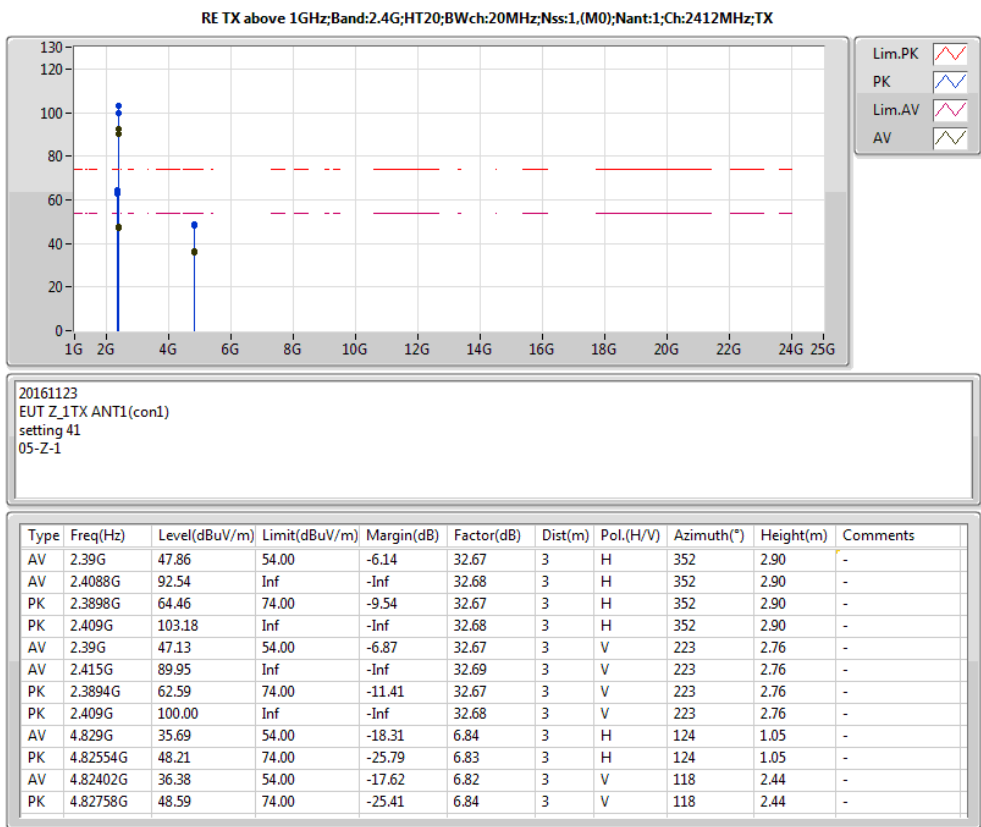 RE TX above 1GHz;Band:2.4G;HT20;BWch:20MHz;Nss:1,(M0);Nant:1;Ch:2412MHz;TX
130
120
100
80
60
40
20
0
1G 2G 4G 6G 8G 10G 12G 14G 16G 18G 20G 22G 24G 25G
Lim.PK
PK
Lim.AV
AV
20161123
EUT Z_1TX ANT1(con1)
setting 41
05-Z-1
Type Freq(Hz) Level(dBuV/m) Limit(dBuV/m) Margin(dB) Factor(dB) Dist(m) Pol.(H/V) Azimuth(°) Height(m) Comments
AV 2.39G 47.86 54.00 -6.14 32.67 3 H 352 2.90 -
AV 2.4088G 92.54 Inf -Inf 32.68 3 H 352 2.90 -
PK 2.3898G 64.46 74.00 -9.54 32.67 3 H 352 2.90 -
PK 2.409G 103.18 Inf -Inf 32.68 3 H 352 2.90 -
AV 2.39G 47.13 54.00 -6.87 32.67 3 V 223 2.76 -
AV 2.415G 89.95 Inf -Inf 32.69 3 V 223 2.76 -
PK 2.3894G 62.59 74.00 -11.41 32.67 3 V 223 2.76 -
PK 2.409G 100.00 Inf -Inf 32.68 3 V 223 2.76 -
AV 4.829G 35.69 54.00 -18.31 6.84 3 H 124 1.05 -
PK 4.82554G 48.21 74.00 -25.79 6.83 3 H 124 1.05 -
AV 4.82402G 36.38 54.00 -17.62 6.82 3 V 118 2.44 -
PK 4.82758G 48.59 74.00 -25.41 6.84 3 V 118 2.44 -